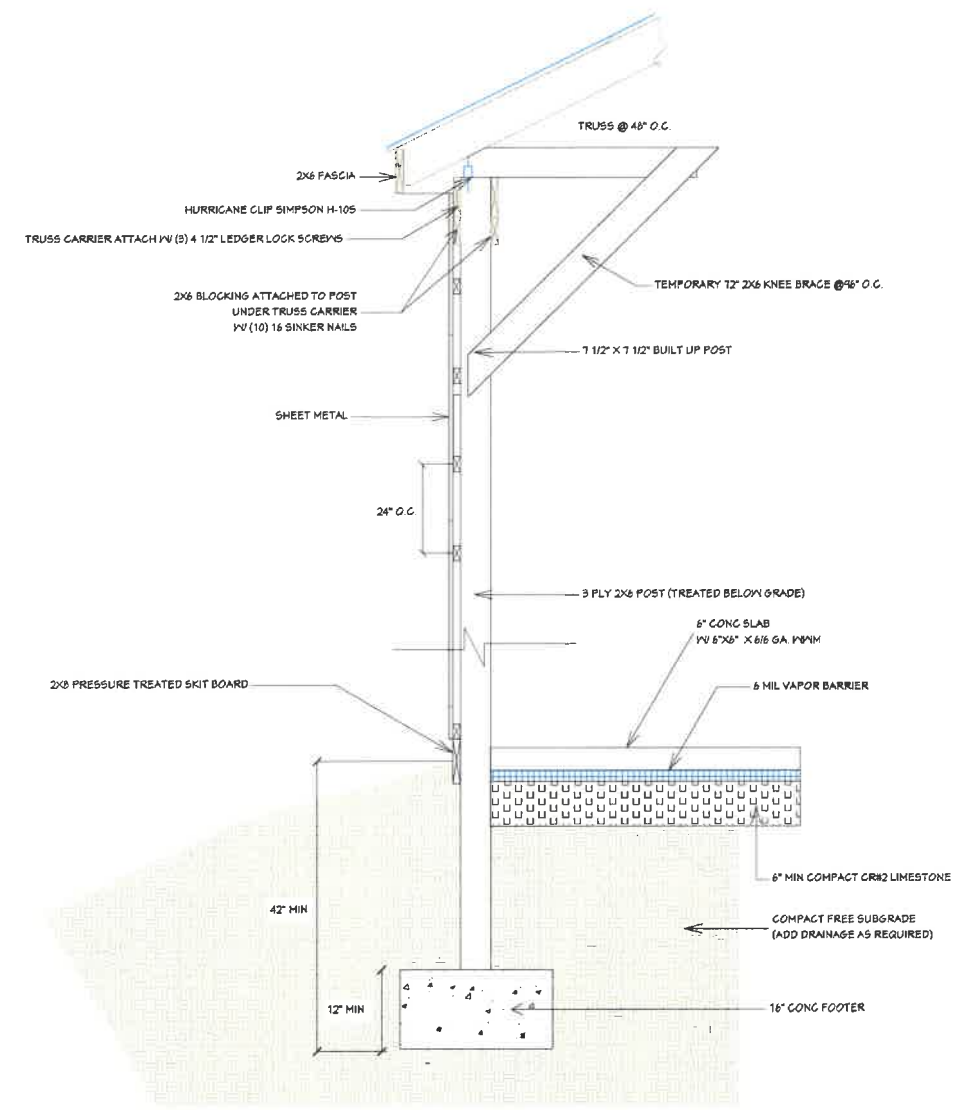 TRUSS @ 48" O.C.
2X6 FASCIA
HURRICANE CLIP SIMPSON H-10S
TRUSS CARRIER ATTACH W/ (3) 4 1/2" LEDGER LOCK SCREWS
2X6 BLOCKING ATTACHED TO POST
UNDER TRUSS CARRIER
W/ (10) 16 SINKER NAILS
TEMPORARY 72" 2X6 KNEE BRACE @96" O.C.
7 1/2" X 7 1/2" BUILT UP POST
SHEET METAL
24" O.C.
3 PLY 2X6 POST (TREATED BELOW GRADE)
6" CONC SLAB
W/ 6"X6" X 6/6 GA. WWM
2X8 PRESSURE TREATED SKIT BOARD
6 MIL VAPOR BARRIER
6" MIN COMPACT CR#2 LIMESTONE
42" MIN
COMPACT FREE SUBGRADE
(ADD DRAINAGE AS REQUIRED)
12" MIN
16" CONC FOOTER